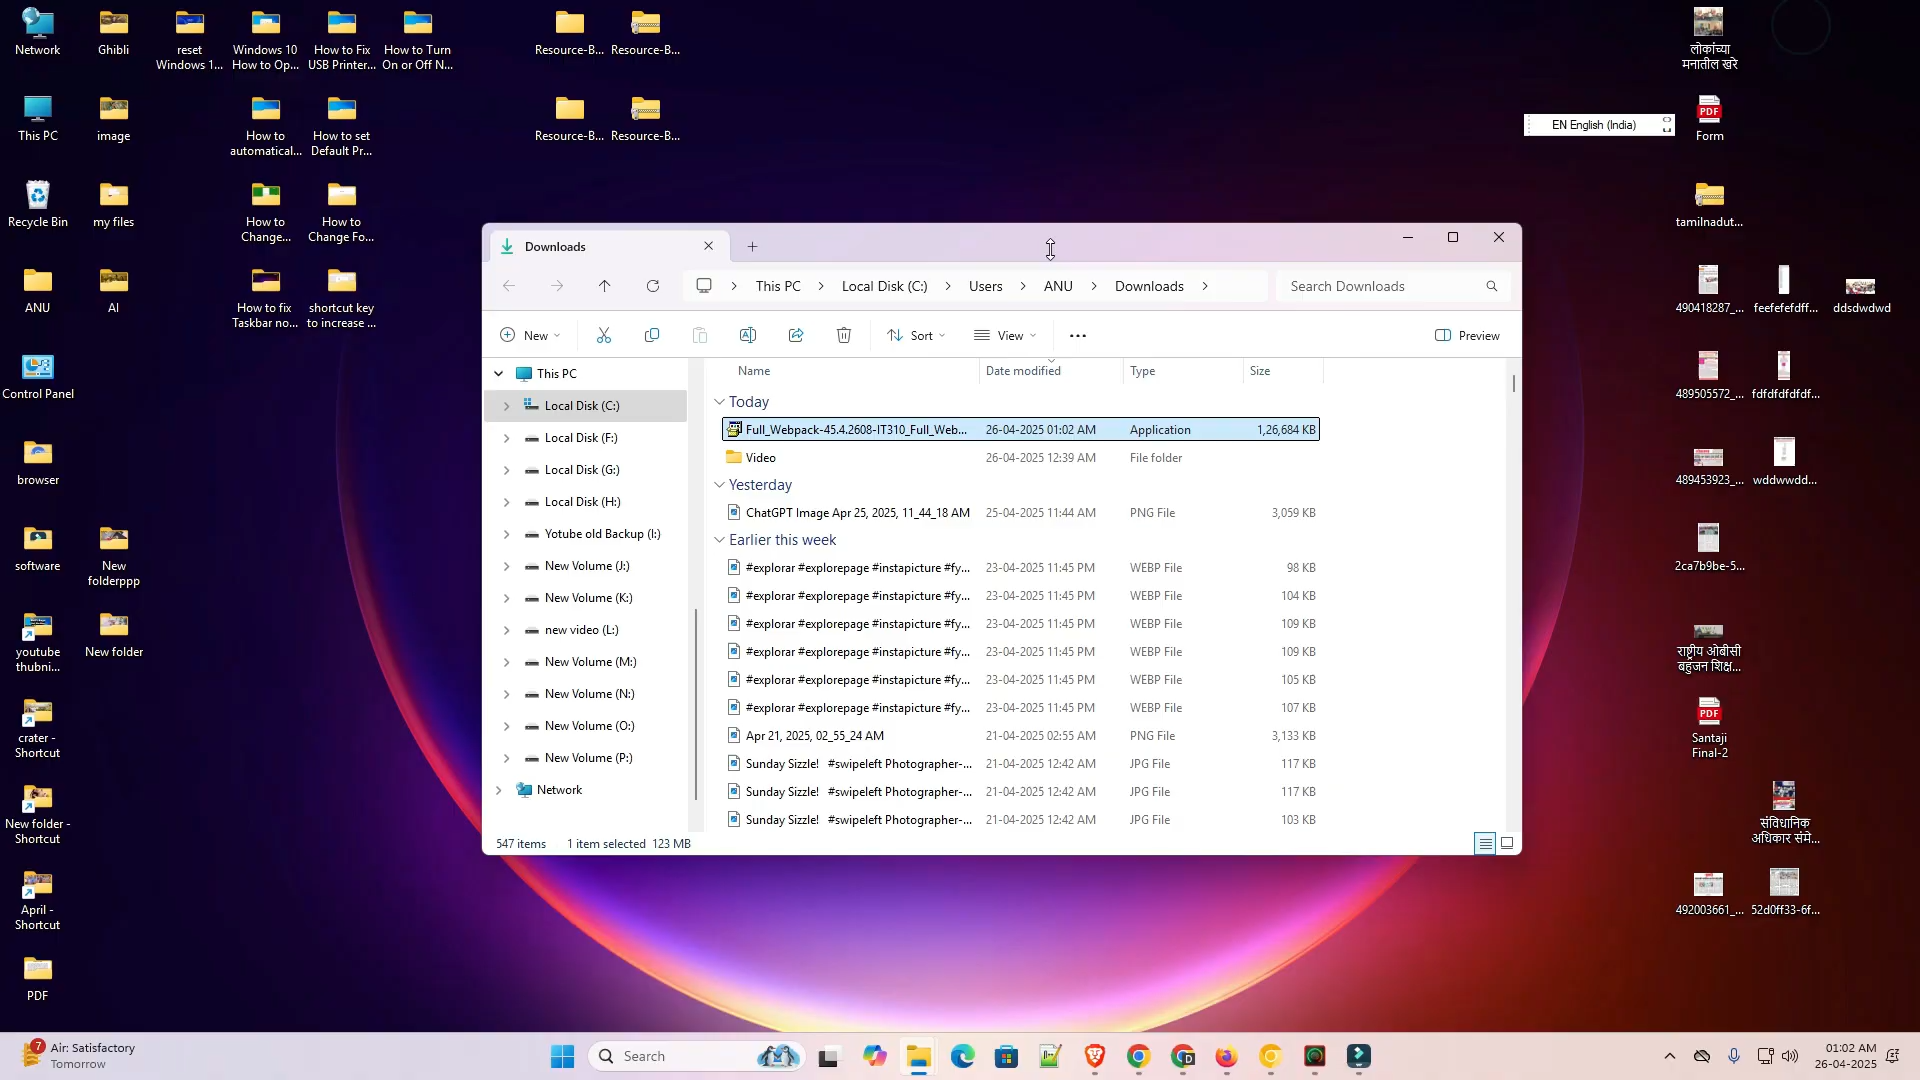 Network
Ghibli
reset
Windows 1...
Windows 10
How to Op...
How to Fix
USB Printer...
How to Turn
On or Off N...
Resource-B...
Resource-B...
This PC
image
How to
automatical...
How to set
Default Pr...
Resource-B...
Resource-B...
Recycle Bin
my files
How to
Change...
How to
Change Fo...
ANU
AI
How to fix
Taskbar no...
shortcut key
to increase ...
Control Panel
browser
software
New
folderppp
youtube
thubni...
New folder
crater -
Shortcut
New folder -
Shortcut
April -
Shortcut
PDF
Downloads
This PC
Local Disk (C:)
Users
ANU
Downloads
Search Downloads
New
Sort
View
Preview
This PC
Local Disk (C:)
Local Disk (F:)
Local Disk (G:)
Local Disk (H:)
Yotube old Backup (I:)
New Volume (J:)
New Volume (K:)
new video (L:)
New Volume (M:)
New Volume (N:)
New Volume (O:)
New Volume (P:)
Network
Name Date modified Type Size
Today
Full_Webpack-45.4.2608-IT310_Full_Web... 26-04-2025 01:02 AM Application 1,26,684 KB
Video 26-04-2025 12:39 AM File folder
Yesterday
ChatGPT Image Apr 25, 2025, 11_44_18 AM 25-04-2025 11:44 AM PNG File 3,059 KB
Earlier this week
#explorar #explorepage #instapicture #fy... 23-04-2025 11:45 PM WEBP File 98 KB
#explorar #explorepage #instapicture #fy... 23-04-2025 11:45 PM WEBP File 104 KB
#explorar #explorepage #instapicture #fy... 23-04-2025 11:45 PM WEBP File 109 KB
#explorar #explorepage #instapicture #fy... 23-04-2025 11:45 PM WEBP File 109 KB
#explorar #explorepage #instapicture #fy... 23-04-2025 11:45 PM WEBP File 105 KB
#explorar #explorepage #instapicture #fy... 23-04-2025 11:45 PM WEBP File 107 KB
Apr 21, 2025, 02_55_24 AM 21-04-2025 02:55 AM PNG File 3,133 KB
Sunday Sizzle! #swipeleft Photographer-... 21-04-2025 12:42 AM JPG File 117 KB
Sunday Sizzle! #swipeleft Photographer-... 21-04-2025 12:42 AM JPG File 117 KB
Sunday Sizzle! #swipeleft Photographer-... 21-04-2025 12:42 AM JPG File 103 KB
547 items 1 item selected 123 MB
EN English (India)
लोकांच्या
मनातील खरे
PDF
Form
tamilnadut...
490418287_...
feefefefdff...
ddsdwdwd
489505572_...
fdfdfdfdfdf...
489453923_...
wddwwdd...
2ca7b9be-5...
राष्ट्रीय ओबीसी
बहुजन शिक्ष...
PDF
Santaji
Final-2
संविधानिक
अधिकार संमे...
492003661_...
52d0ff33-6f...
7
Air: Satisfactory
Tomorrow
Search
01:02 AM
26-04-2025